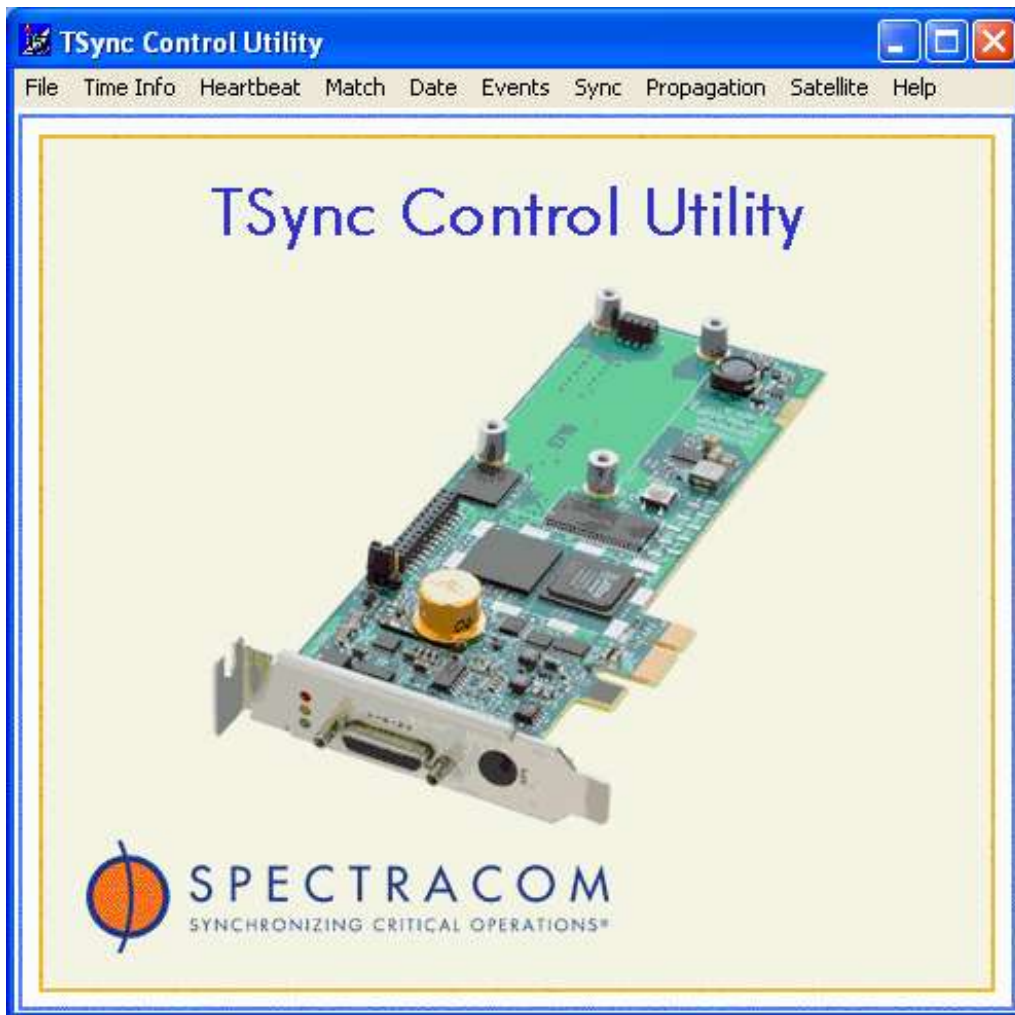 TSync Control Utility
File Time Info Heartbeat Match Date Events Sync Propagation Satellite Help
TSync Control Utility
SPECTRACOM
SYNCHRONIZING CRITICAL OPERATIONS®